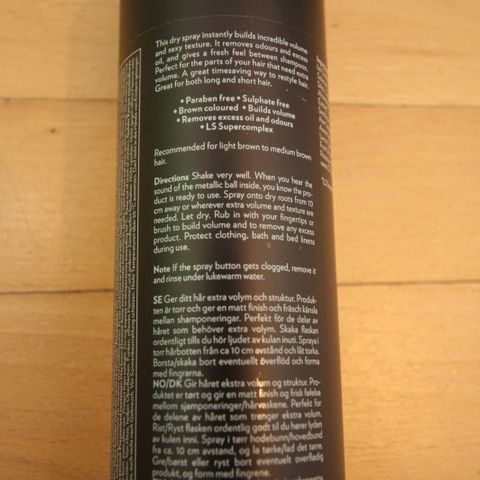 This dry spray instantly builds incredible volume
and sexy texture. It removes odours and excess
oil, and gives a fresh feel between shampoos.
Perfect for the parts of your hair that need extra
volume. A great timesaving way to restyle hair.
Great for both long and short hair.
• Paraben free • Sulphate free
• Brown coloured • Builds volume
• Removes excess oil and odours
• LS Supercomplex
Recommended for light brown to medium brown
hair.
Directions Shake very well. When you hear the
sound of the metallic ball inside, you know the pro-
duct is ready to use. Spray onto dry roots from 10
cm away or wherever extra volume and texture are
needed. Let dry. Rub in with your fingertips or
brush to build volume and to remove any excess
product. Protect clothing, bath and bed linens
during use.
Note If the spray button gets clogged, remove it
and rinse under lukewarm water.
SE Ger ditt hår extra volym och struktur. Produk-
ten är torr och ger en matt finish och fräsch känsla
mellan shamponeringar. Perfekt för de delar av
håret som behöver extra volym. Skaka flaskan
ordentligt tills du hör ljudet av kulan inuti. Spraya i
torr hårbotten från ca 10 cm avstånd och låt torka.
Borsta/skaka bort eventuellt överflöd och forma
med fingrarna.
NO/DK Gir håret ekstra volum og struktur. Pro-
duktet er tørt og gir en matt finish og frisk følelse
mellom sjamponeringer/hårvaskene. Perfekt for
de delene av håret som trenger ekstra volum.
Rist/Ryst flasken ordentlig godt til du hører lyden
av kulen inni. Spray i tørr hodebunn/hovedbund
fra ca. 10 cm avstand, og la tørke/lad det tørre.
Gre/børst eller ryst bort eventuelt overflødig
produkt, og form med fingrene.